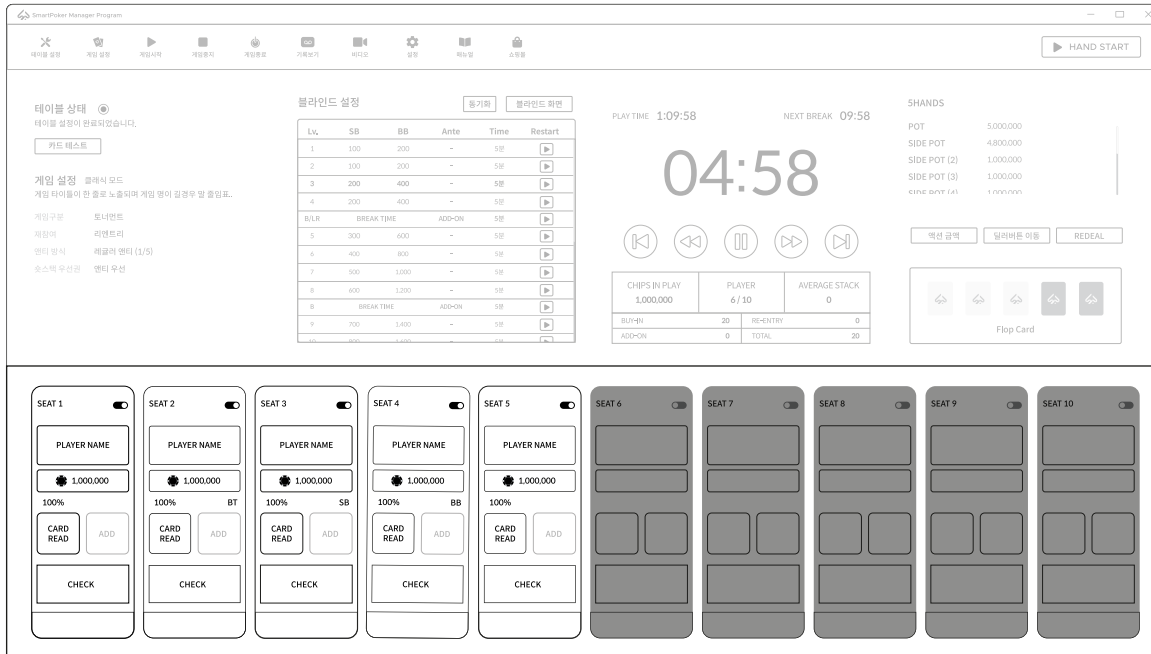 SmartPoker Manager Program
테이블 설정 게임 설정 게임시작 게임중지 게임종료 기록보기 비디오 설정 매뉴얼 쇼핑몰
HAND START
테이블 상태
테이블 설정이 완료되었습니다.
카드 테스트
게임 설정 클래식 모드
게임 타이틀이 한 줄로 노출되며 게임 명이 길경우 말 줄임표..
게임구분 토너먼트
재참여 리엔트리
앤티 방식 레귤러 앤티 (1/5)
숏스택 우선권 앤티 우선
블라인드 설정 동기화 블라인드 화면
Lv. SB BB Ante Time Restart
1 100 200 - 5분
2 100 200 - 5분
3 200 400 - 5분
4 200 400 - 5분
B/LR BREAK TIME ADD-ON 5분
5 300 600 - 5분
6 400 800 - 5분
7 500 1,000 - 5분
8 600 1,200 - 5분
B BREAK TIME ADD-ON 5분
9 700 1,400 - 5분
PLAY TIME 1:09:58 NEXT BREAK 09:58
04:58
CHIPS IN PLAY PLAYER AVERAGE STACK
1,000,000 6 / 10 0
BUY-IN 20 RE-ENTRY 0
ADD-ON 0 TOTAL 20
5HANDS
POT 5.000.000
SIDE POT 4.800,000
SIDE POT (2) 1,000,000
SIDE POT (3) 1,000,000
SIDE POT (4) 1,000,000
액션 금액 딜러버튼 이동 REDEAL
Flop Card
SEAT 1 SEAT 2 SEAT 3 SEAT 4 SEAT 5 SEAT 6 SEAT 7 SEAT 8 SEAT 9 SEAT 10
PLAYER NAME PLAYER NAME PLAYER NAME PLAYER NAME PLAYER NAME
1,000,000 1,000,000 1,000,000 1,000,000 1,000,000
100% 100% BT 100% SB 100% BB 100%
CARD READ ADD CARD READ ADD CARD READ ADD CARD READ ADD CARD READ ADD
CHECK CHECK CHECK CHECK CHECK